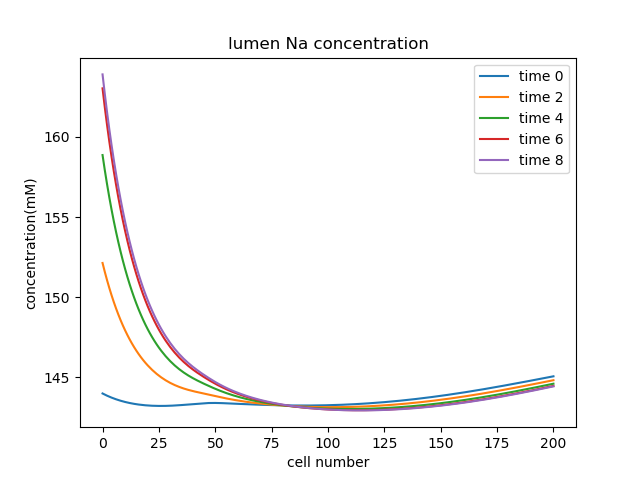 lumen Na concentration
time 0
time 2
time 4
time 6
time 8
160
155
150
145
concentration(mM)
0 25 50 75 100 125 150 175 200
cell number